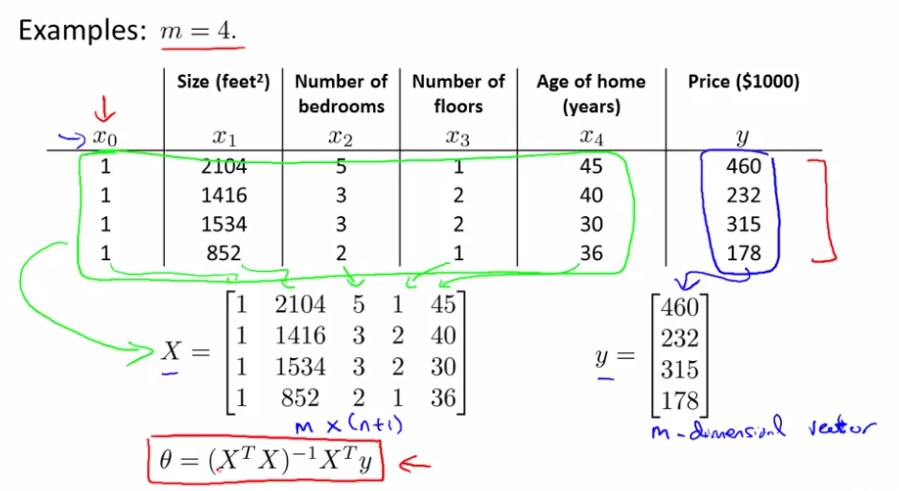 Examples: m = 4.
Size (feet²) Number of bedrooms Number of floors Age of home (years) Price ($1000)
x₀ x₁ x₂ x₃ x₄ y
1 2104 5 1 45 460
1 1416 3 2 40 232
1 1534 3 2 30 315
1 852 2 1 36 178
X = [1 2104 5 1 45 y = [460
1 1416 3 2 40 232
1 1534 3 2 30 315
1 852 2 1 36] 178]
m x (n+1) m-dimensional vector
θ = (XᵀX)⁻¹Xᵀy